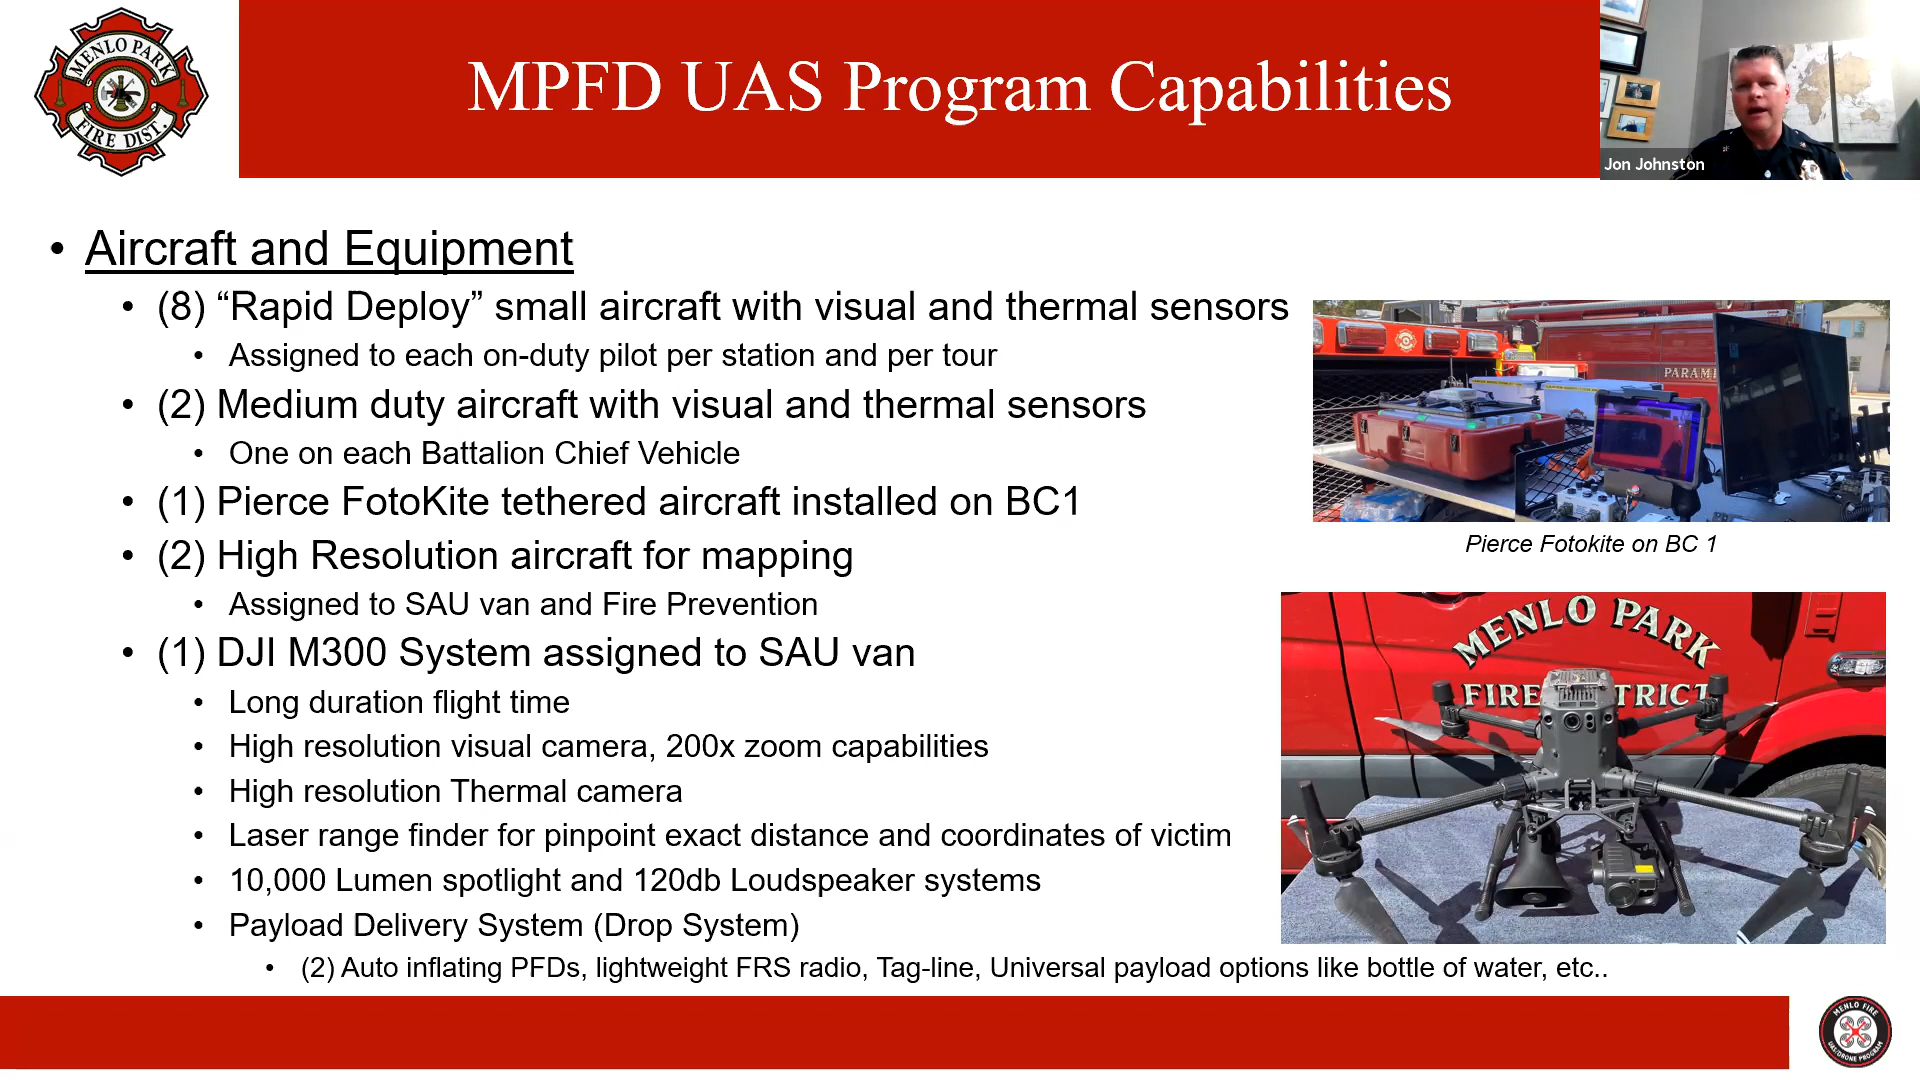 MENLO PARK
FIRE DIST.
MPFD UAS Program Capabilities
Jon Johnston
• Aircraft and Equipment
• (8) “Rapid Deploy” small aircraft with visual and thermal sensors
• Assigned to each on-duty pilot per station and per tour
• (2) Medium duty aircraft with visual and thermal sensors
• One on each Battalion Chief Vehicle
• (1) Pierce FotoKite tethered aircraft installed on BC1
• (2) High Resolution aircraft for mapping
• Assigned to SAU van and Fire Prevention
• (1) DJI M300 System assigned to SAU van
• Long duration flight time
• High resolution visual camera, 200x zoom capabilities
• High resolution Thermal camera
• Laser range finder for pinpoint exact distance and coordinates of victim
• 10,000 Lumen spotlight and 120db Loudspeaker systems
• Payload Delivery System (Drop System)
• (2) Auto inflating PFDs, lightweight FRS radio, Tag-line, Universal payload options like bottle of water, etc..
PARAM
Pierce Fotokite on BC 1
MENLO PARK
FIRE TRICT
MENLO FIRE
UAS/DRONE PROGRAM